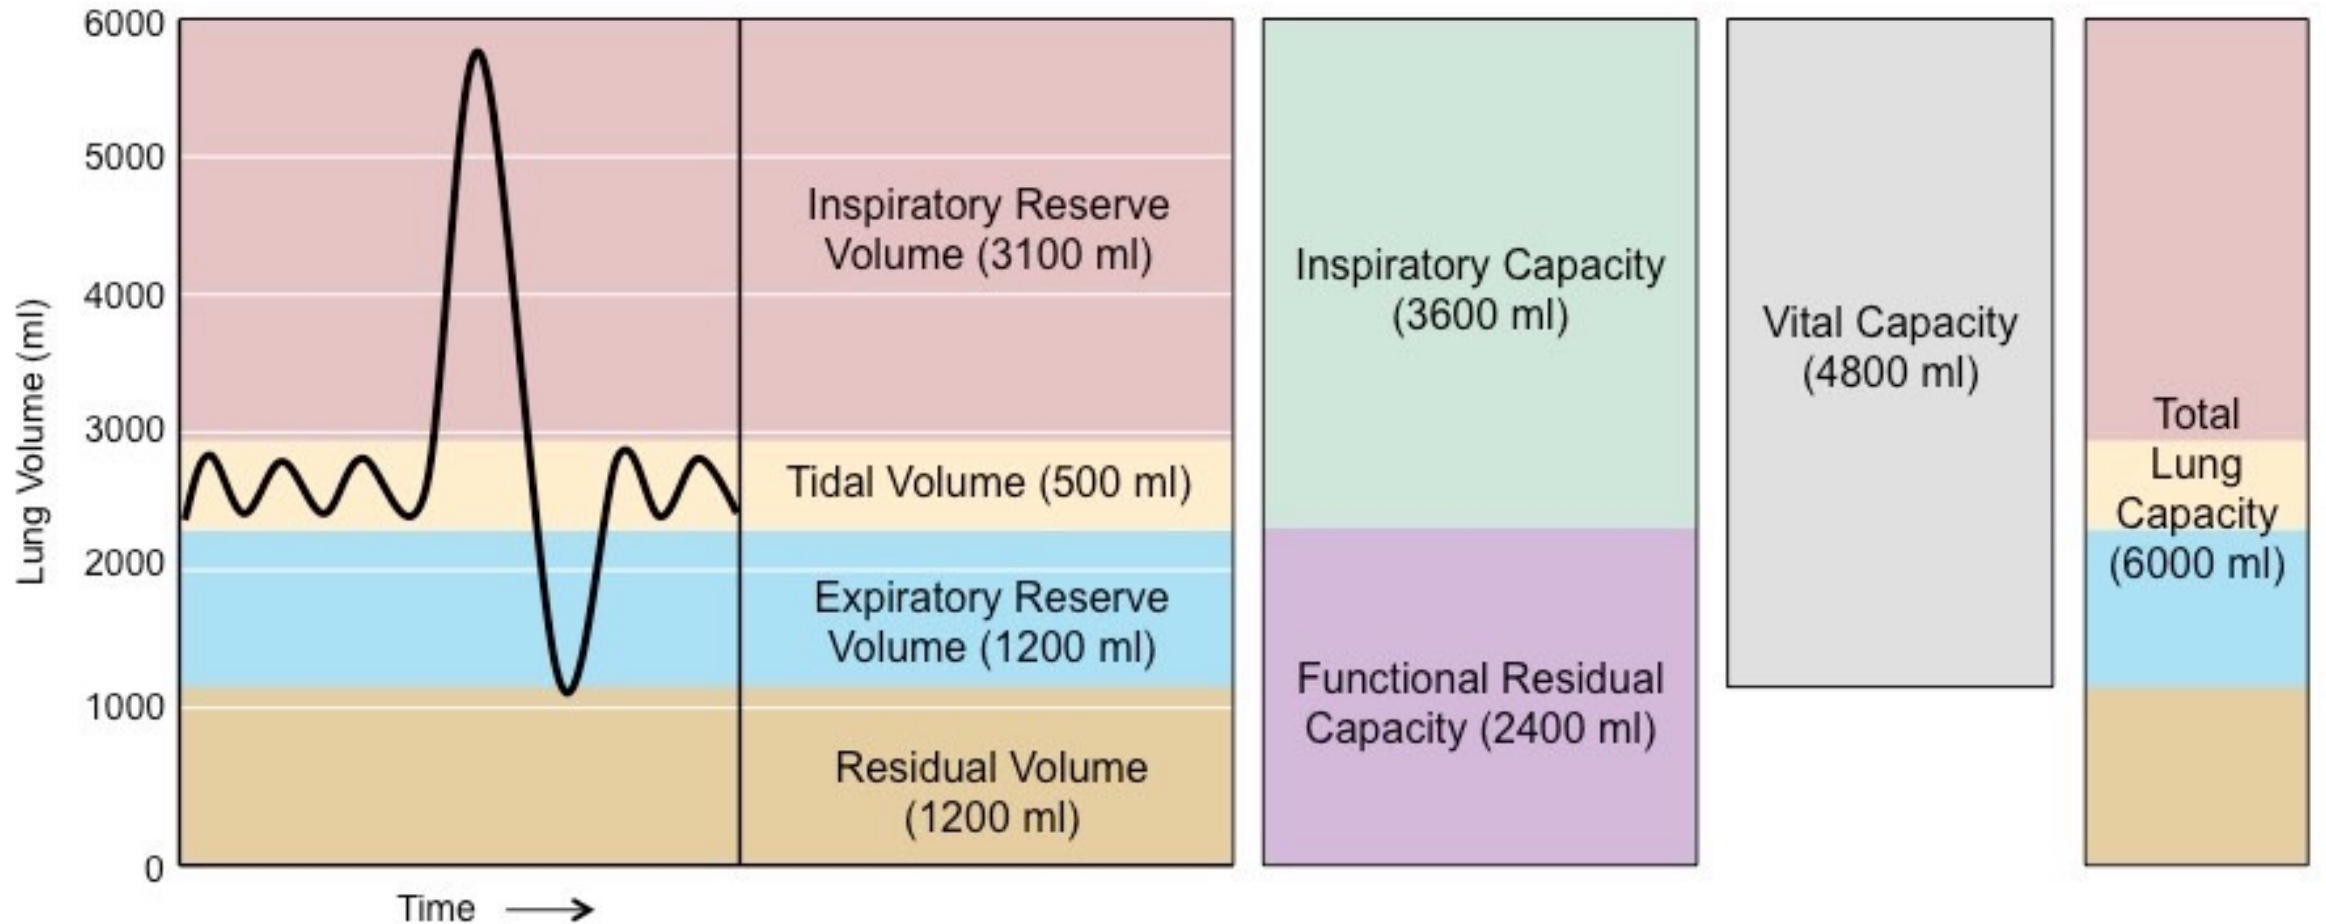 6000
5000
4000
3000
2000
1000
0
Lung Volume (ml)
Time
Inspiratory Reserve
Volume (3100 ml)
Tidal Volume (500 ml)
Expiratory Reserve
Volume (1200 ml)
Residual Volume
(1200 ml)
Inspiratory Capacity
(3600 ml)
Functional Residual
Capacity (2400 ml)
Vital Capacity
(4800 ml)
Total
Lung
Capacity
(6000 ml)